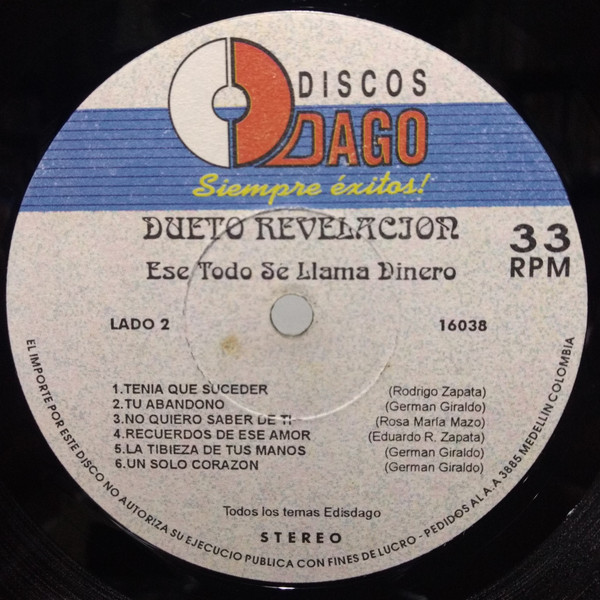 DISCOS
DAGO
Siempre éxitos!
DUETO REVELACION
Ese Todo Se Llama Dinero
33
RPM
LADO 2
16038
1.TENIA QUE SUCEDER (Rodrigo Zapata)
2.TU ABANDONO (German Giraldo)
3.NO QUIERO SABER DE TI (Rosa María Mazo)
4.RECUERDOS DE ESE AMOR (Eduardo R. Zapata)
5.LA TIBIEZA DE TUS MANOS (German Giraldo)
6.UN SOLO CORAZON (German Giraldo)
Todos los temas Edisdago
STEREO
EL IMPORTE POR ESTE DISCO NO AUTORIZA SU EJECUCIO PUBLICA CON FINES DE LUCRO - PEDIDOS AL A.A 3885 MEDELLIN COLOMBIA